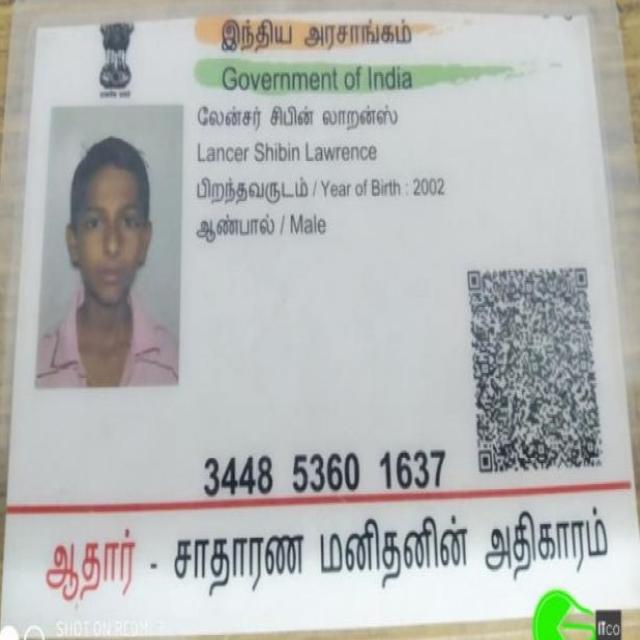 இந்திய அரசாங்கம்
Government of India
லேன்சர் சிபின் லாரன்ஸ்
Lancer Shibin Lawrence
பிறந்தவருடம் / Year of Birth : 2002
ஆண்பால் / Male
3448 5360 1637
ஆதார் - சாதாரண மனிதனின் அதிகாரம்
SHOT ON REDMI 7
ITCO